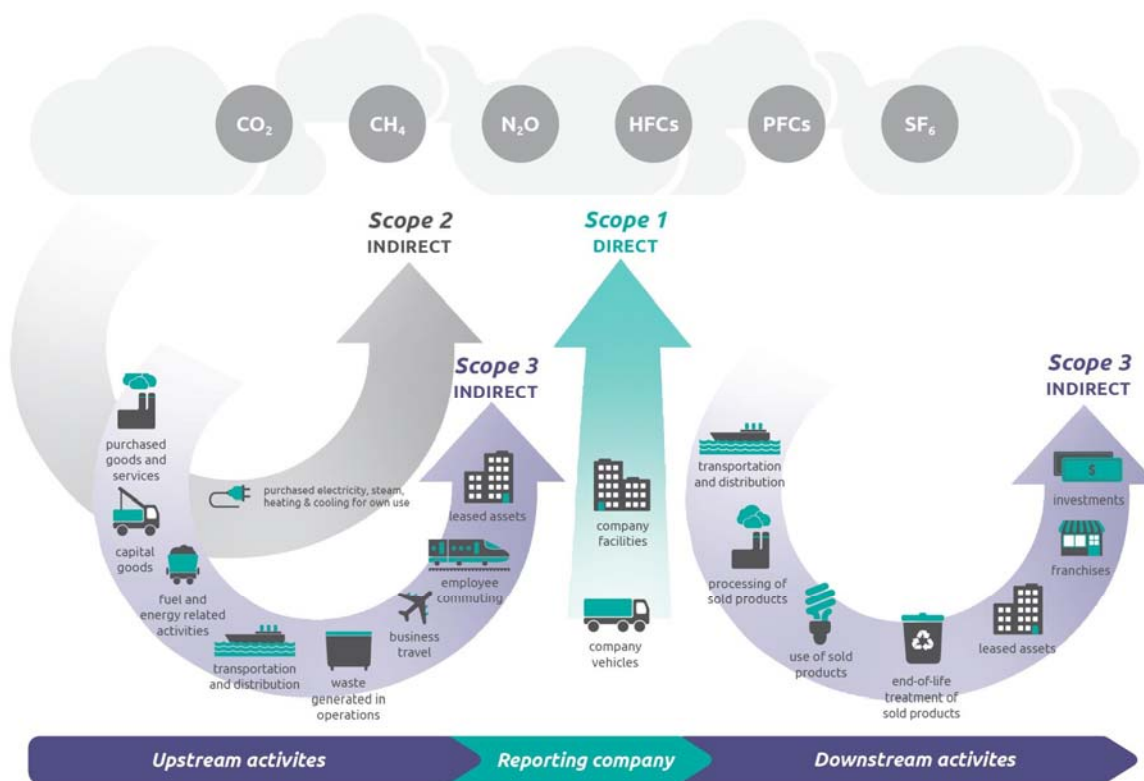 CO₂
CH₄
N₂O
HFCs
PFCs
SF₆
Scope 2
INDIRECT
Scope 1
DIRECT
Scope 3
INDIRECT
Scope 3
INDIRECT
purchased
goods and
services
capital
goods
fuel and
energy related
activities
transportation
and distribution
waste
generated in
operations
business
travel
employee
commuting
leased assets
purchased electricity, steam,
heating & cooling for own use
company
facilities
company
vehicles
transportation
and distribution
processing of
sold products
use of sold
products
end-of-life
treatment of
sold products
leased assets
franchises
$
investments
Upstream activites
Reporting company
Downstream activites